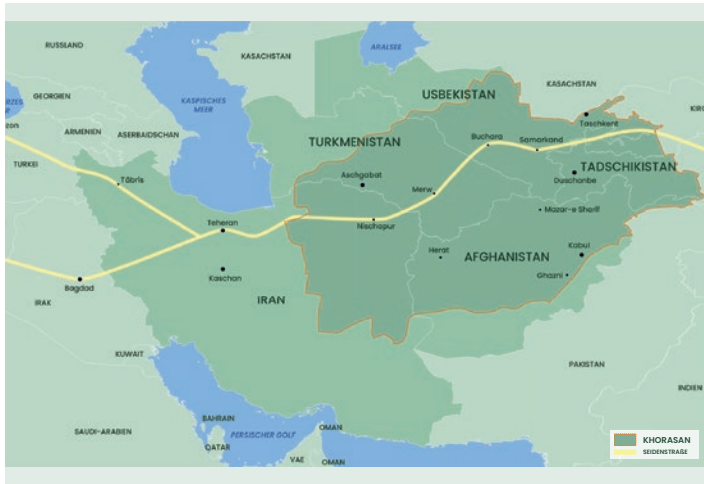 RUSSLAND
KASACHSTAN
ARALSEE
GEORGIEN
KASPISCHES
MEER
USBEKISTAN
KASACHSTAN
ARMENIEN
ASERBAIDSCHAN
TURKMENISTAN
Taschkent
Buchara
Samarkand
TÜRKEI
Täbris
Aschgabat
Merw
TADSCHIKISTAN
Duschanbe
Teheran
Nischapur
Mazar-e Sharif
Herat
AFGHANISTAN
Kabul
Ghazni
Bagdad
Kaschan
IRAK
IRAN
KUWAIT
PAKISTAN
INDIEN
BAHRAIN
SAUDI-ARABIEN
PERSISCHER GOLF
OMAN
QATAR
VAE
OMAN
KHORASAN
SEIDENSTRAßE